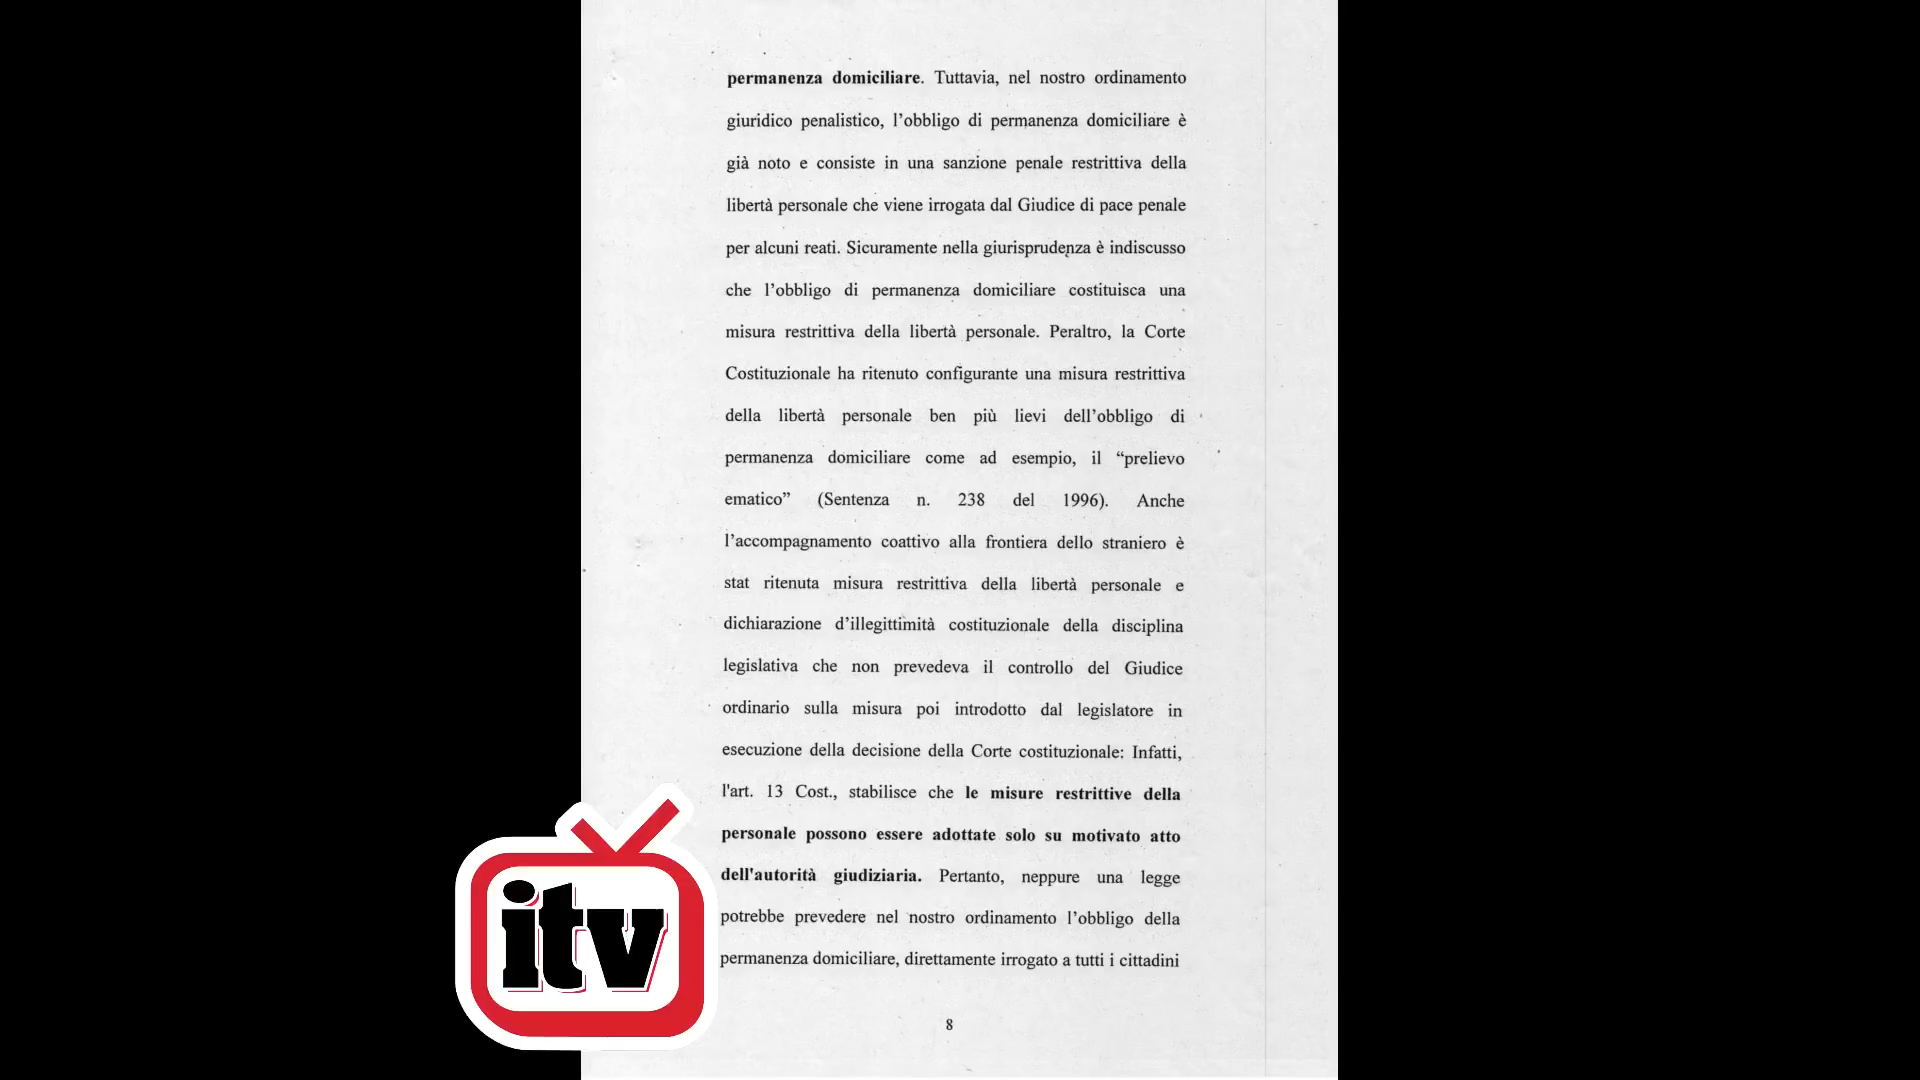 permanenza domiciliare. Tuttavia, nel nostro ordinamento
giuridico penalistico, l’obbligo di permanenza domiciliare è
già noto e consiste in una sanzione penale restrittiva della
libertà personale che viene irrogata dal Giudice di pace penale
per alcuni reati. Sicuramente nella giurisprudenza è indiscusso
che l’obbligo di permanenza domiciliare costituisca una
misura restrittiva della libertà personale. Peraltro, la Corte
Costituzionale ha ritenuto configurante una misura restrittiva
della libertà personale ben più lievi dell’obbligo di
permanenza domiciliare come ad esempio, il “prelievo
ematico” (Sentenza n. 238 del 1996). Anche
l’accompagnamento coattivo alla frontiera dello straniero è
stat ritenuta misura restrittiva della libertà personale e
dichiarazione d’illegittimità costituzionale della disciplina
legislativa che non prevedeva il controllo del Giudice
ordinario sulla misura poi introdotto dal legislatore in
esecuzione della decisione della Corte costituzionale: Infatti,
l'art. 13 Cost., stabilisce che le misure restrittive della
personale possono essere adottate solo su motivato atto
dell'autorità giudiziaria. Pertanto, neppure una legge
potrebbe prevedere nel nostro ordinamento l’obbligo della
permanenza domiciliare, direttamente irrogato a tutti i cittadini
8
itv